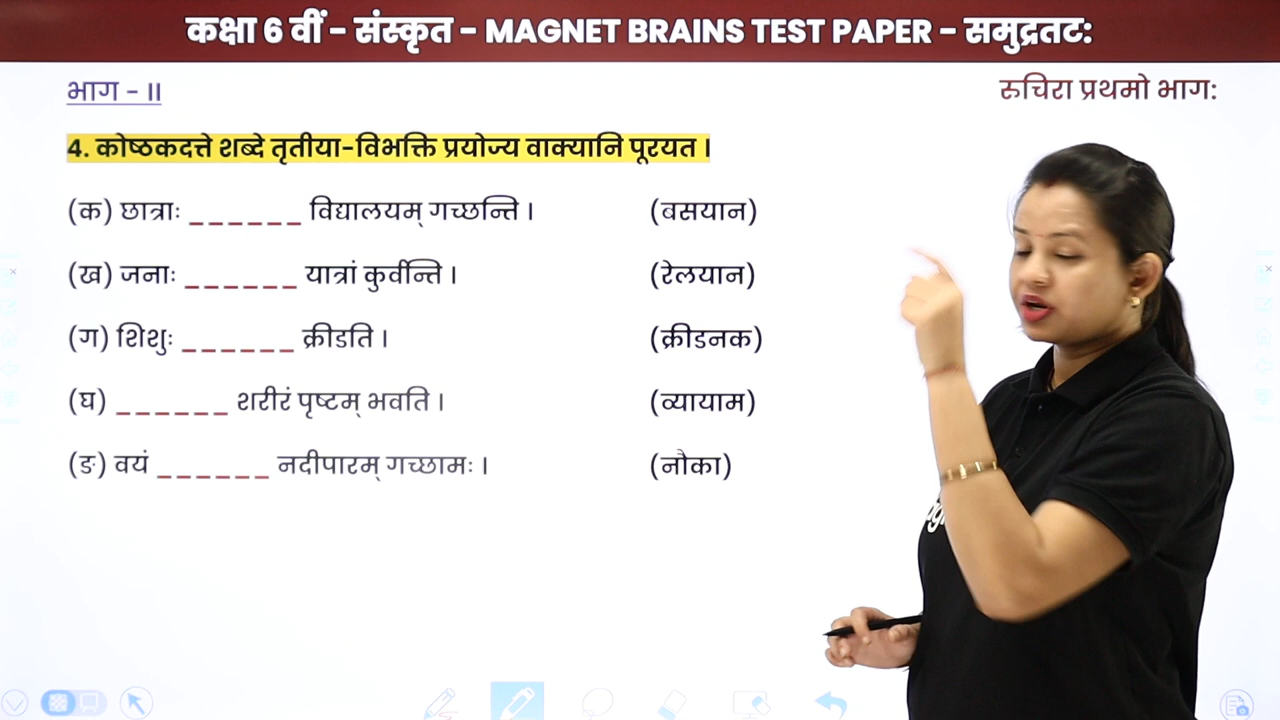 कक्षा 6 वीं - संस्कृत - MAGNET BRAINS TEST PAPER - समुद्रतट:
भाग - II
रुचिरा प्रथमो भाग:
4. कोष्ठकदत्ते शब्दे तृतीया-विभक्ति प्रयोज्य वाक्यानि पूरयत ।
(क) छात्राः ______ विद्यालयम् गच्छन्ति । (बसयान)
(ख) जनाः ______ यात्रां कुर्वन्ति । (रेलयान)
(ग) शिशुः ______ क्रीडति । (क्रीडनक)
(घ) ______ शरीरं पृष्टम् भवति । (व्यायाम)
(ङ) वयं ______ नदीपारम् गच्छामः । (नौका)